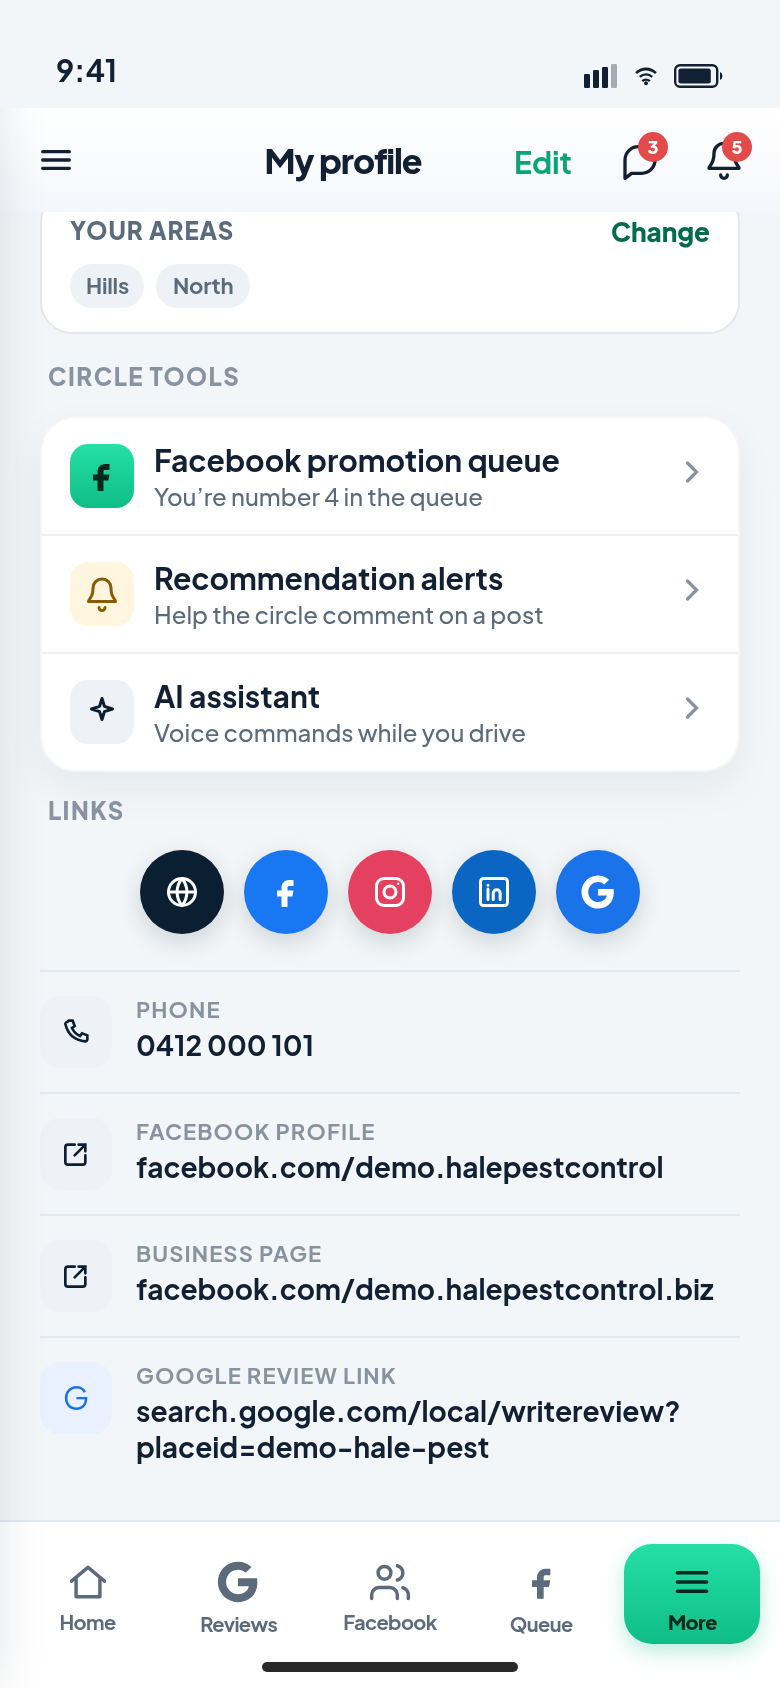 9:41
My profile
Edit
3
5
YOUR AREAS
Change
Hills
North
CIRCLE TOOLS
Facebook promotion queue
You’re number 4 in the queue
Recommendation alerts
Help the circle comment on a post
AI assistant
Voice commands while you drive
LINKS
PHONE
0412 000 101
FACEBOOK PROFILE
facebook.com/demo.halepestcontrol
BUSINESS PAGE
facebook.com/demo.halepestcontrol.biz
G
GOOGLE REVIEW LINK
search.google.com/local/writereview?
placeid=demo-hale-pest
Home
Reviews
Facebook
Queue
More